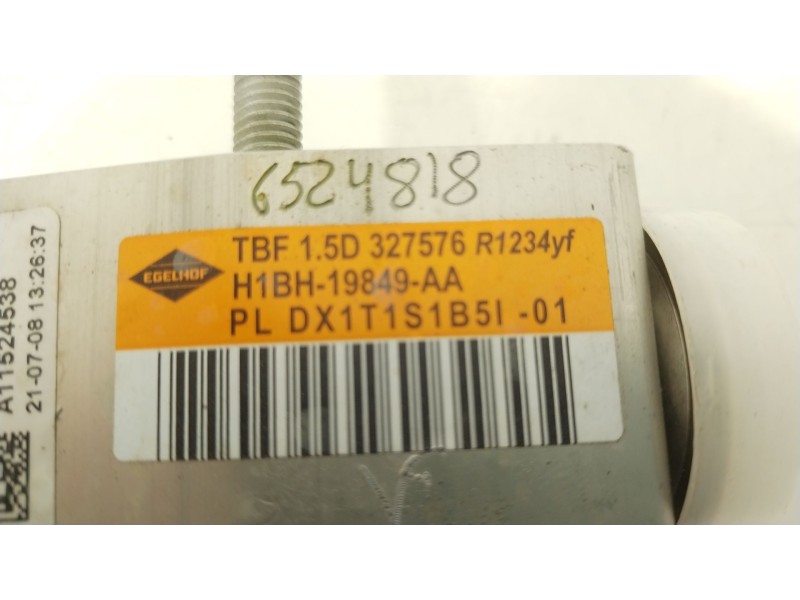 6524818
EGELHOF
TBF 1.5D 327576 R1234yf
H1BH-19849-AA
PL DX1T1S1B5I -01
A11524538
21-07-08 13:26:37